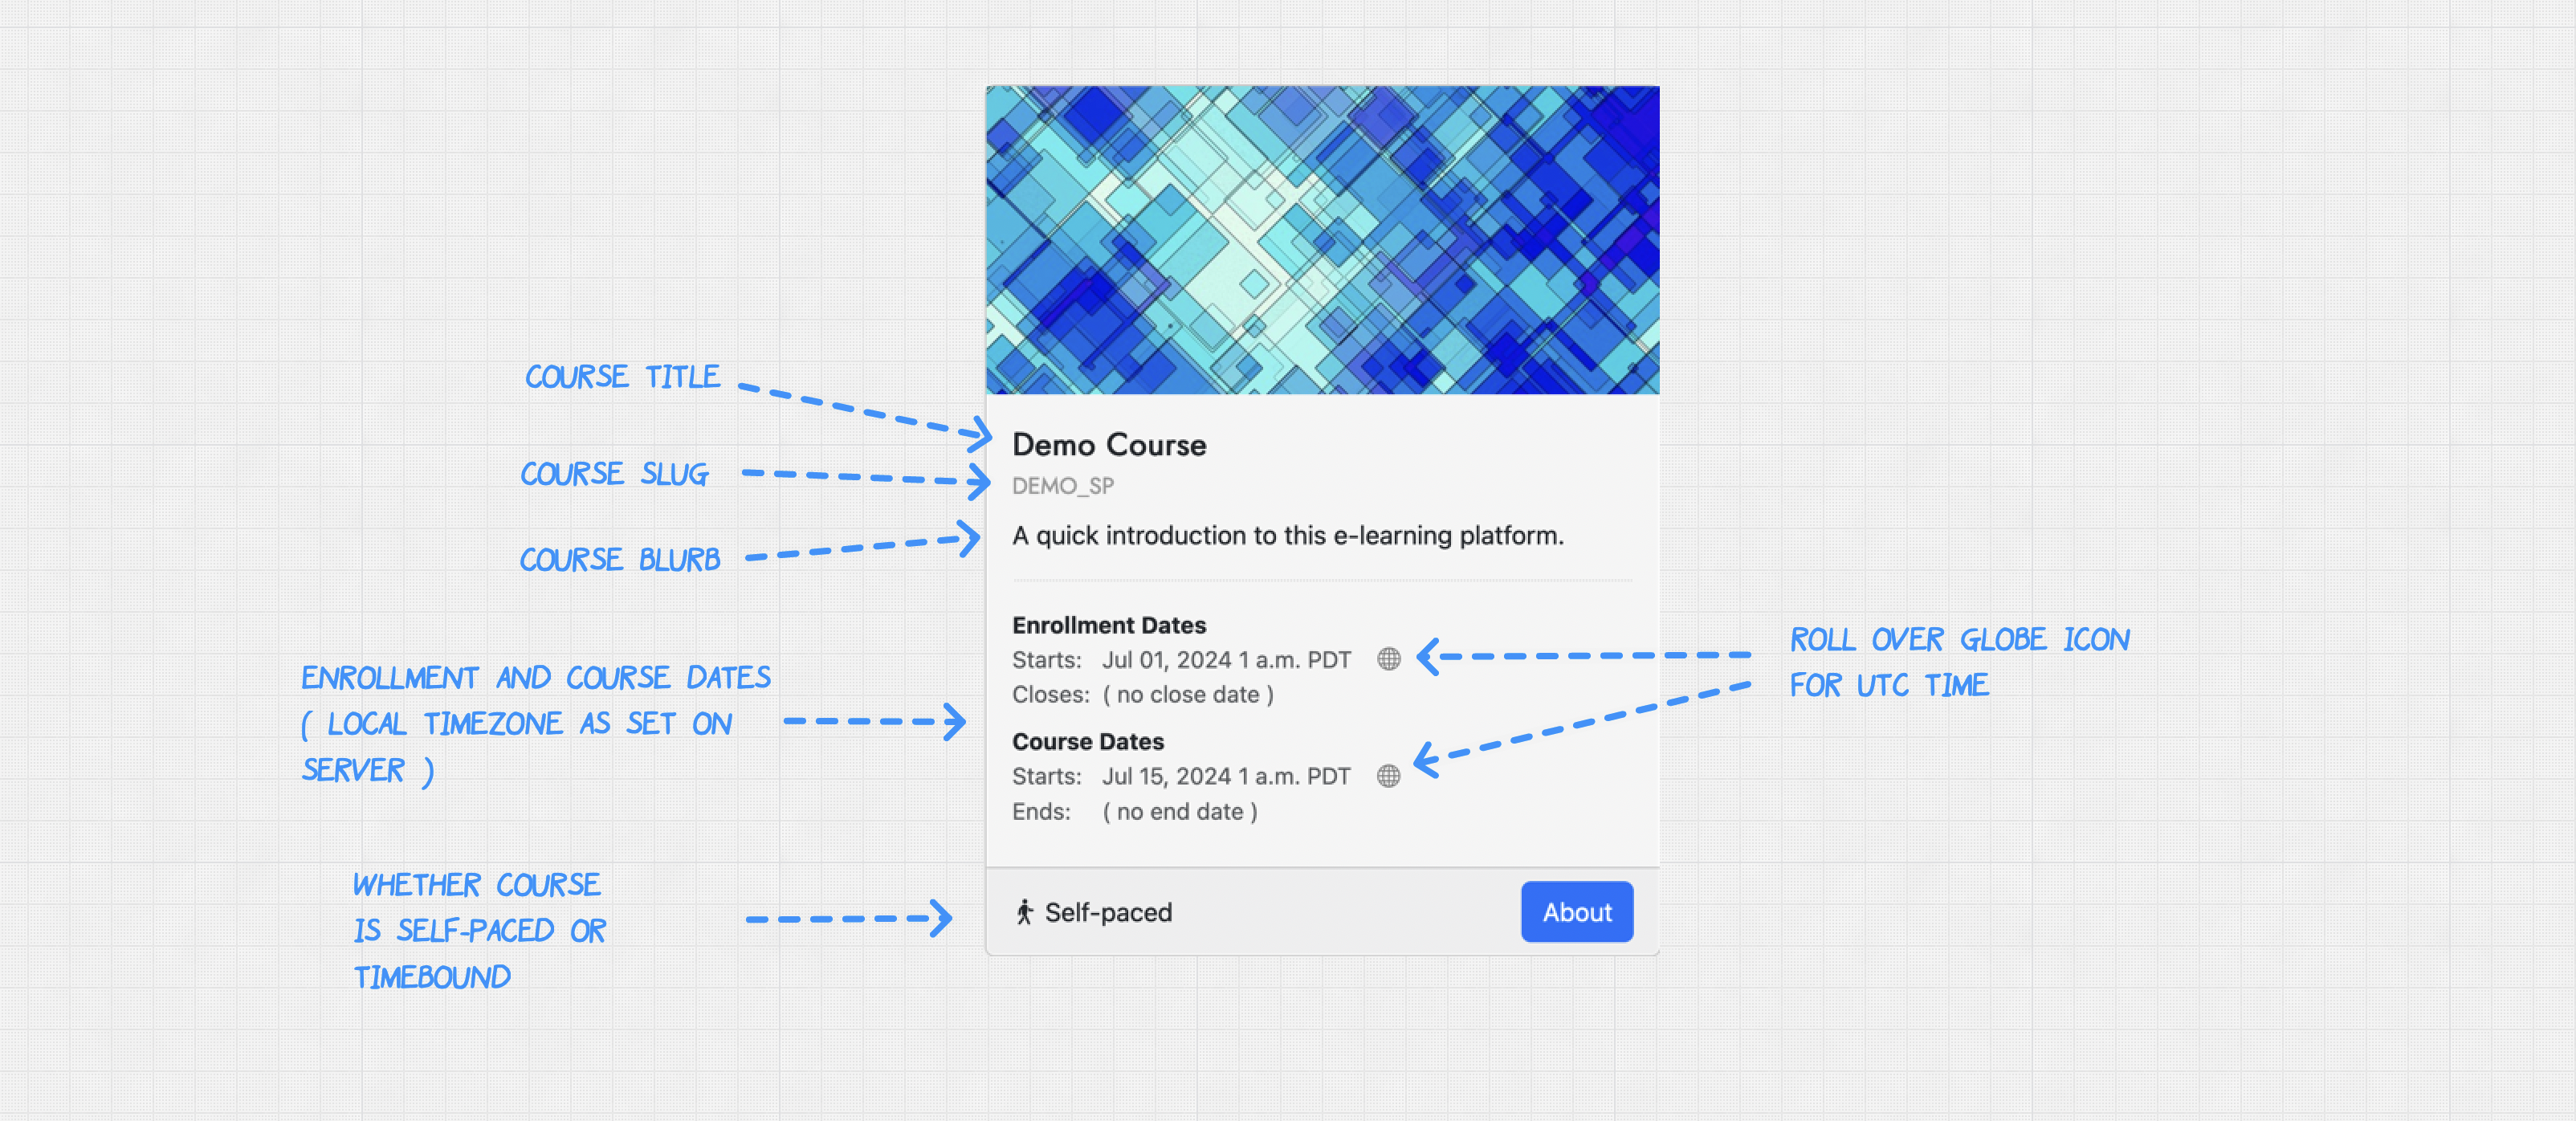 COURSE TITLE
COURSE SLUG
COURSE BLURB
ENROLLMENT AND COURSE DATES
( LOCAL TIMEZONE AS SET ON
SERVER )
WHETHER COURSE
IS SELF-PACED OR
TIMEBOUND
Demo Course
DEMO_SP
A quick introduction to this e-learning platform.
Enrollment Dates
Starts: Jul 01, 2024 1 a.m. PDT
Closes: ( no close date )
Course Dates
Starts: Jul 15, 2024 1 a.m. PDT
Ends: ( no end date )
Self-paced
About
ROLL OVER GLOBE ICON
FOR UTC TIME